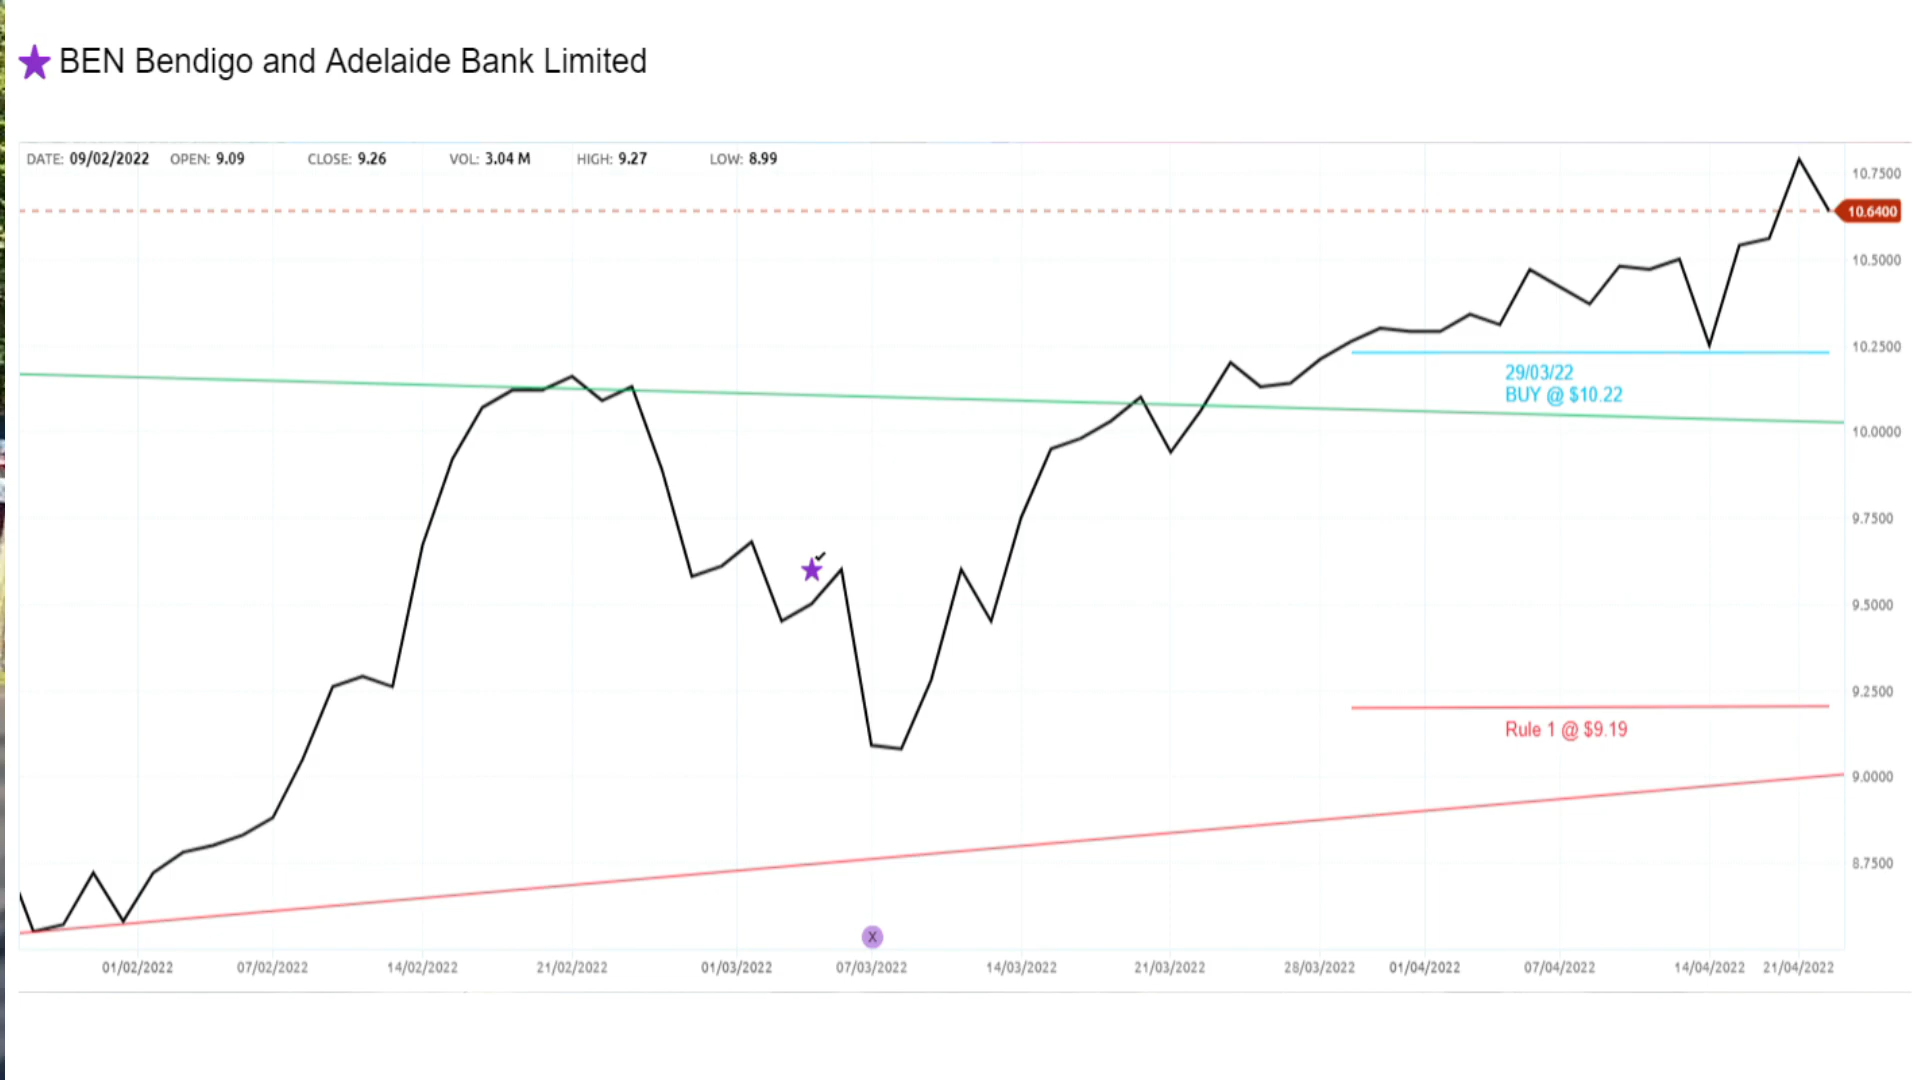 BEN Bendigo and Adelaide Bank Limited
DATE: 09/02/2022 OPEN: 9.09 CLOSE: 9.26 VOL: 3.04 M HIGH: 9.27 LOW: 8.99
10.7500
10.6400
10.5000
10.2500
29/03/22
BUY @ $10.22
10.0000
9.7500
9.5000
9.2500
Rule 1 @ $9.19
9.0000
8.7500
X
01/02/2022 07/02/2022 14/02/2022 21/02/2022 01/03/2022 07/03/2022 14/03/2022 21/03/2022 28/03/2022 01/04/2022 07/04/2022 14/04/2022 21/04/2022